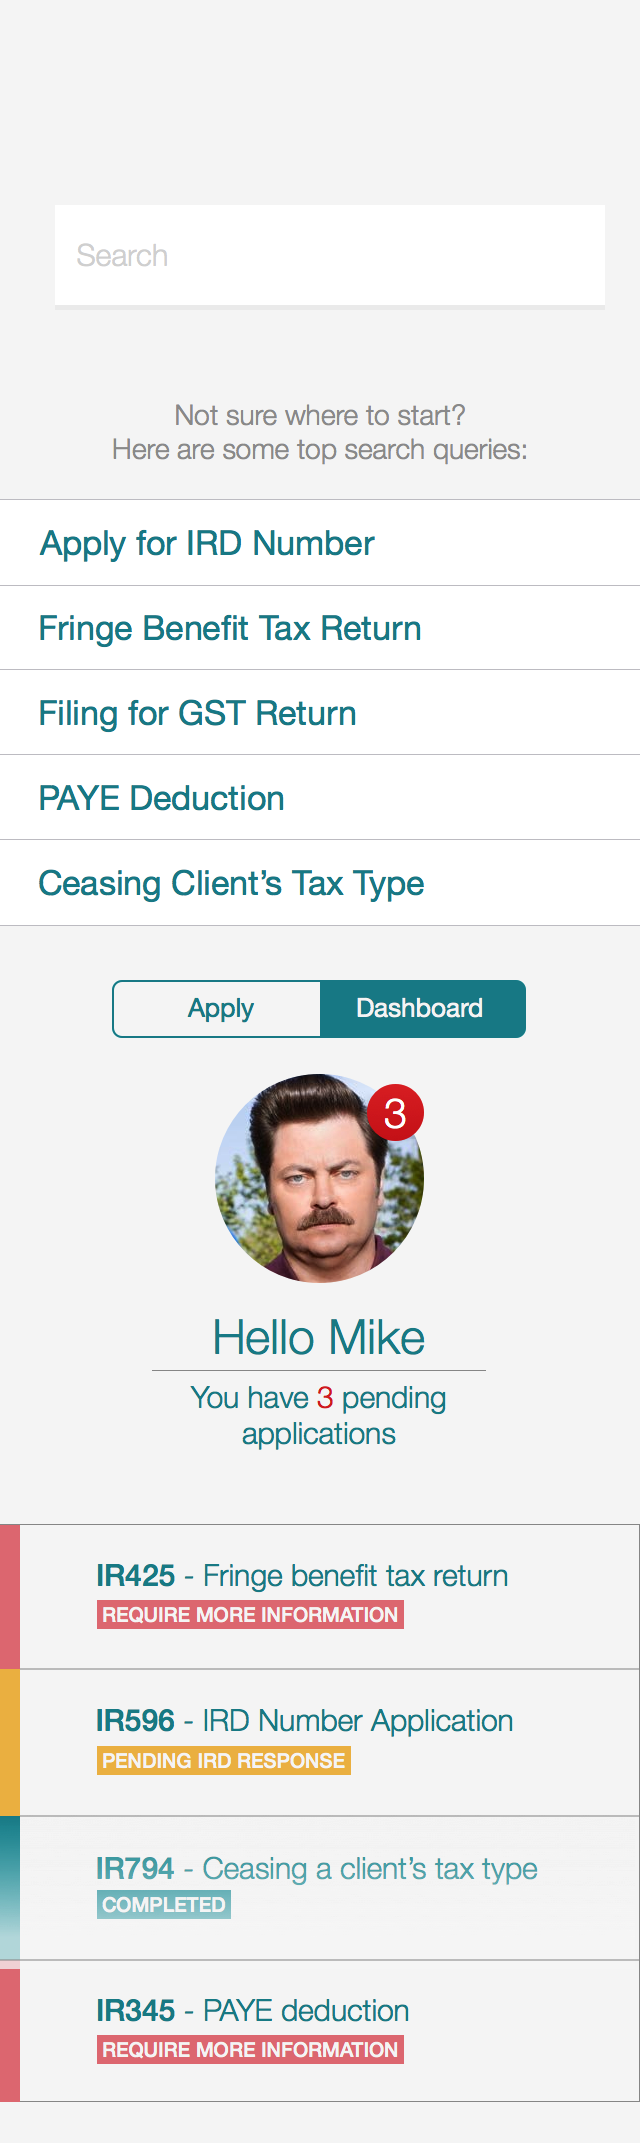 Search
Not sure where to start?
Here are some top search queries:
Apply for IRD Number
Fringe Benefit Tax Return
Filing for GST Return
PAYE Deduction
Ceasing Client’s Tax Type
Apply Dashboard
3
Hello Mike
You have 3 pending
applications
IR425 - Fringe benefit tax return
REQUIRE MORE INFORMATION
IR596 - IRD Number Application
PENDING IRD RESPONSE
IR794 - Ceasing a client’s tax type
COMPLETED
IR345 - PAYE deduction
REQUIRE MORE INFORMATION